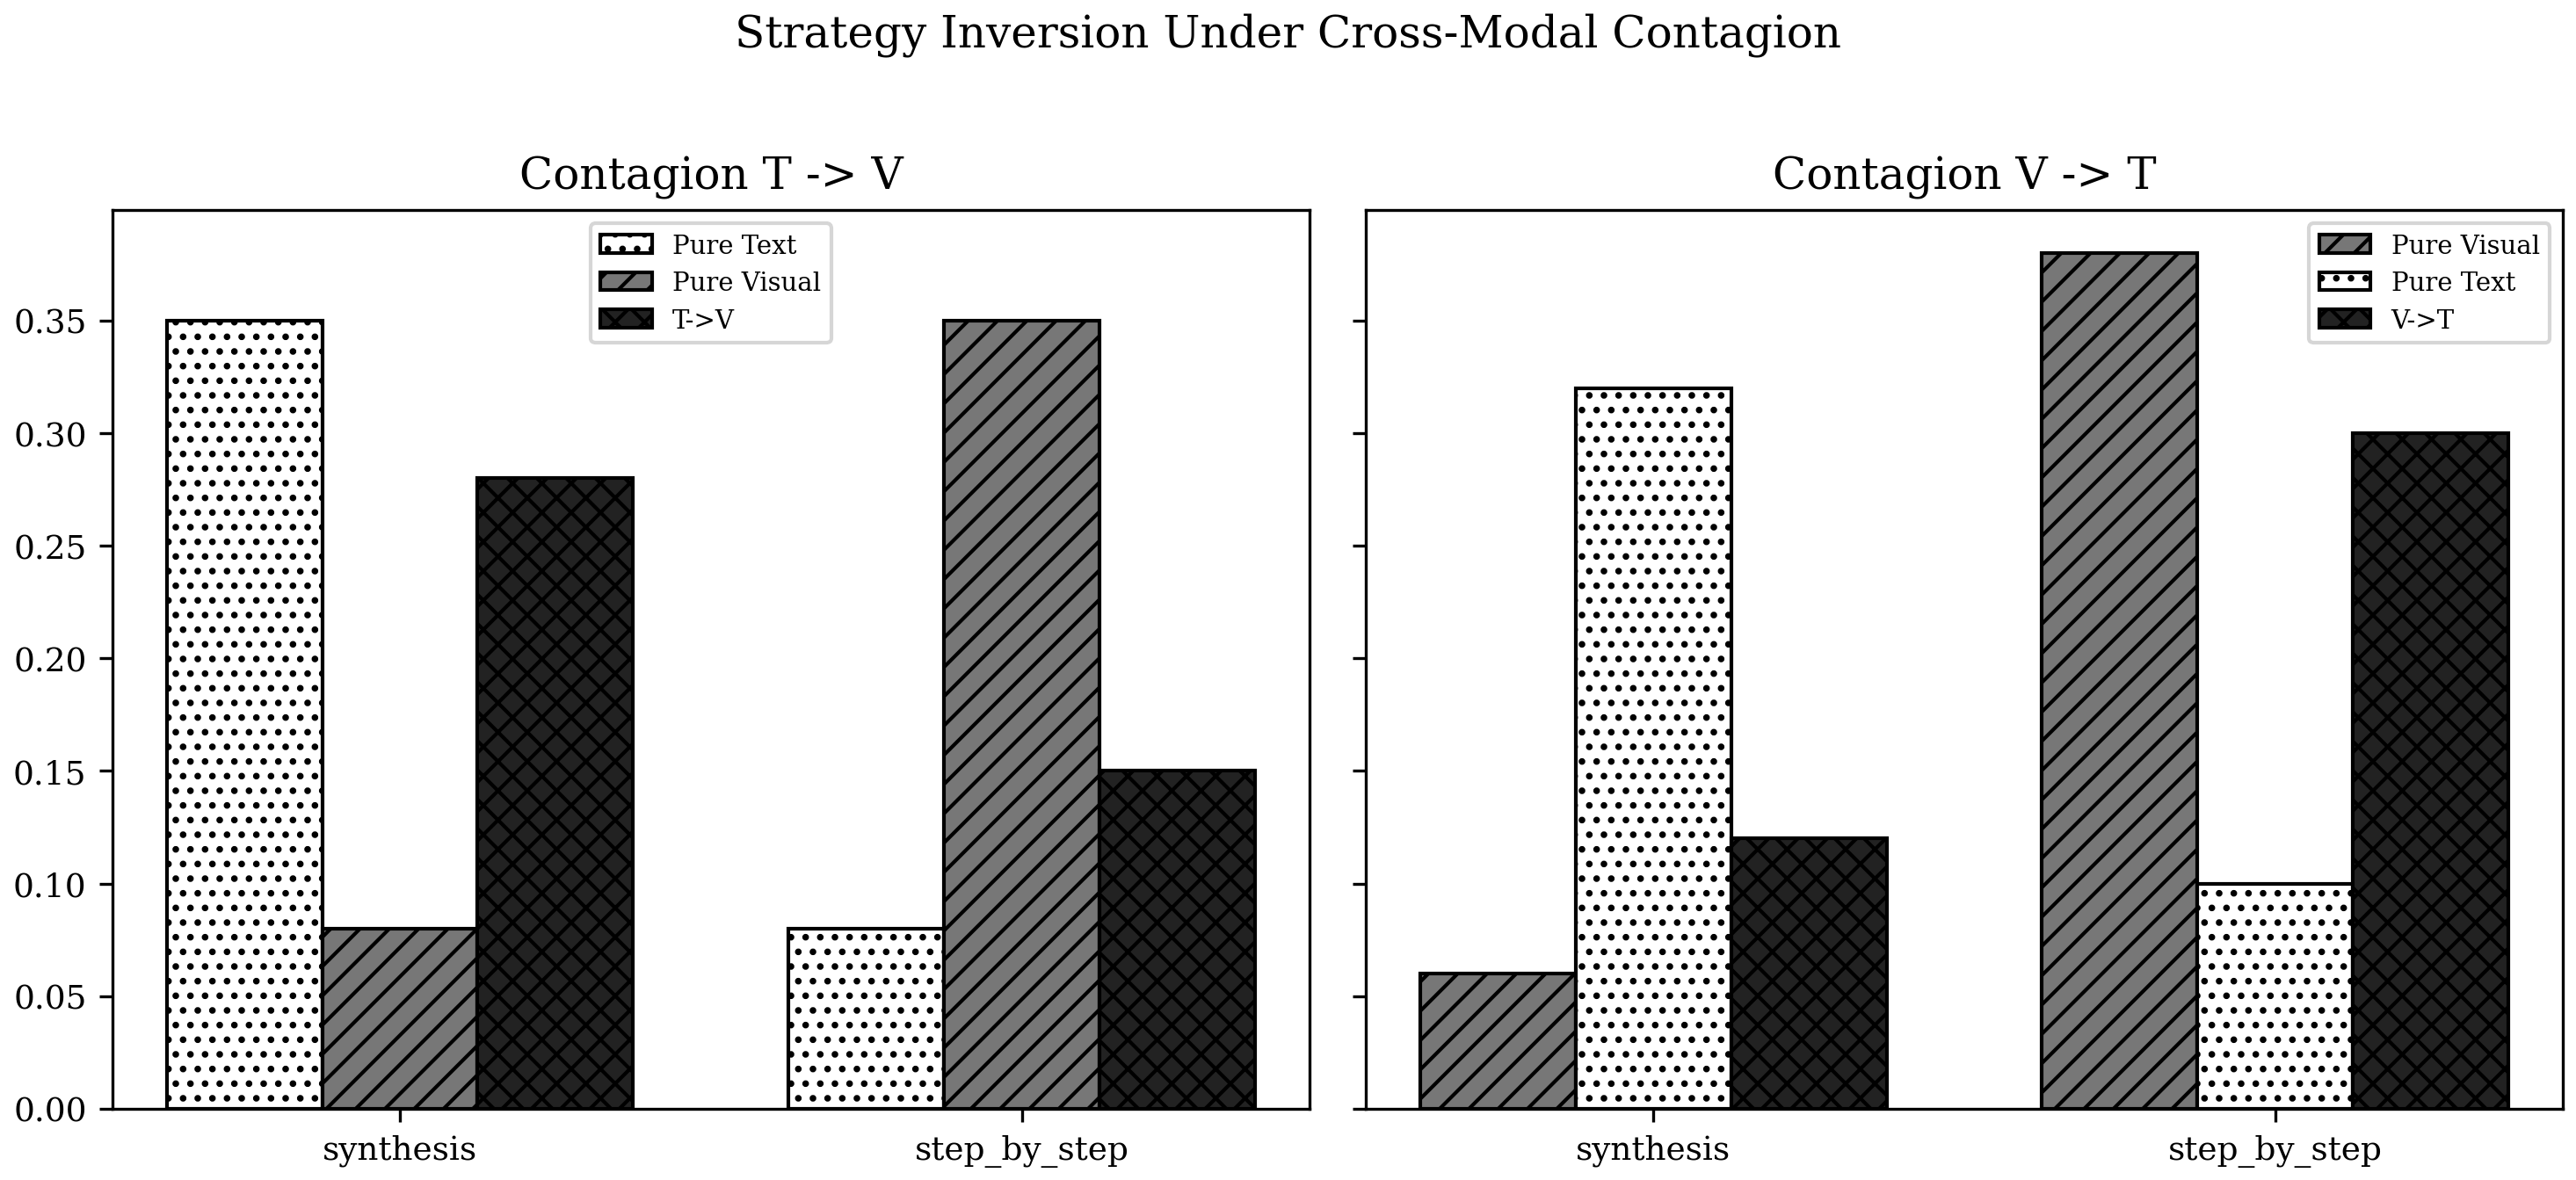 Strategy Inversion Under Cross-Modal Contagion
Contagion T -> V
Pure Text
Pure Visual
T->V
0.35
0.30
0.25
0.20
0.15
0.10
0.05
0.00
synthesis
step_by_step
Contagion V -> T
Pure Visual
Pure Text
V->T
synthesis
step_by_step